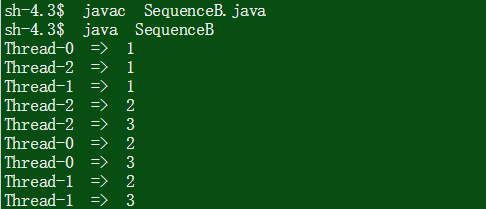 sh-4.3$ javac SequenceB.java
sh-4.3$ java SequenceB
Thread-0 => 1
Thread-2 => 1
Thread-1 => 1
Thread-2 => 2
Thread-2 => 3
Thread-0 => 2
Thread-0 => 3
Thread-1 => 2
Thread-1 => 3